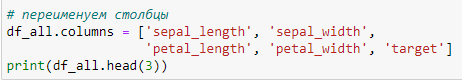 # переименуем столбцы
df_all.columns = ['sepal_length', 'sepal_width',
                  'petal_length', 'petal_width', 'target']
print(df_all.head(3))